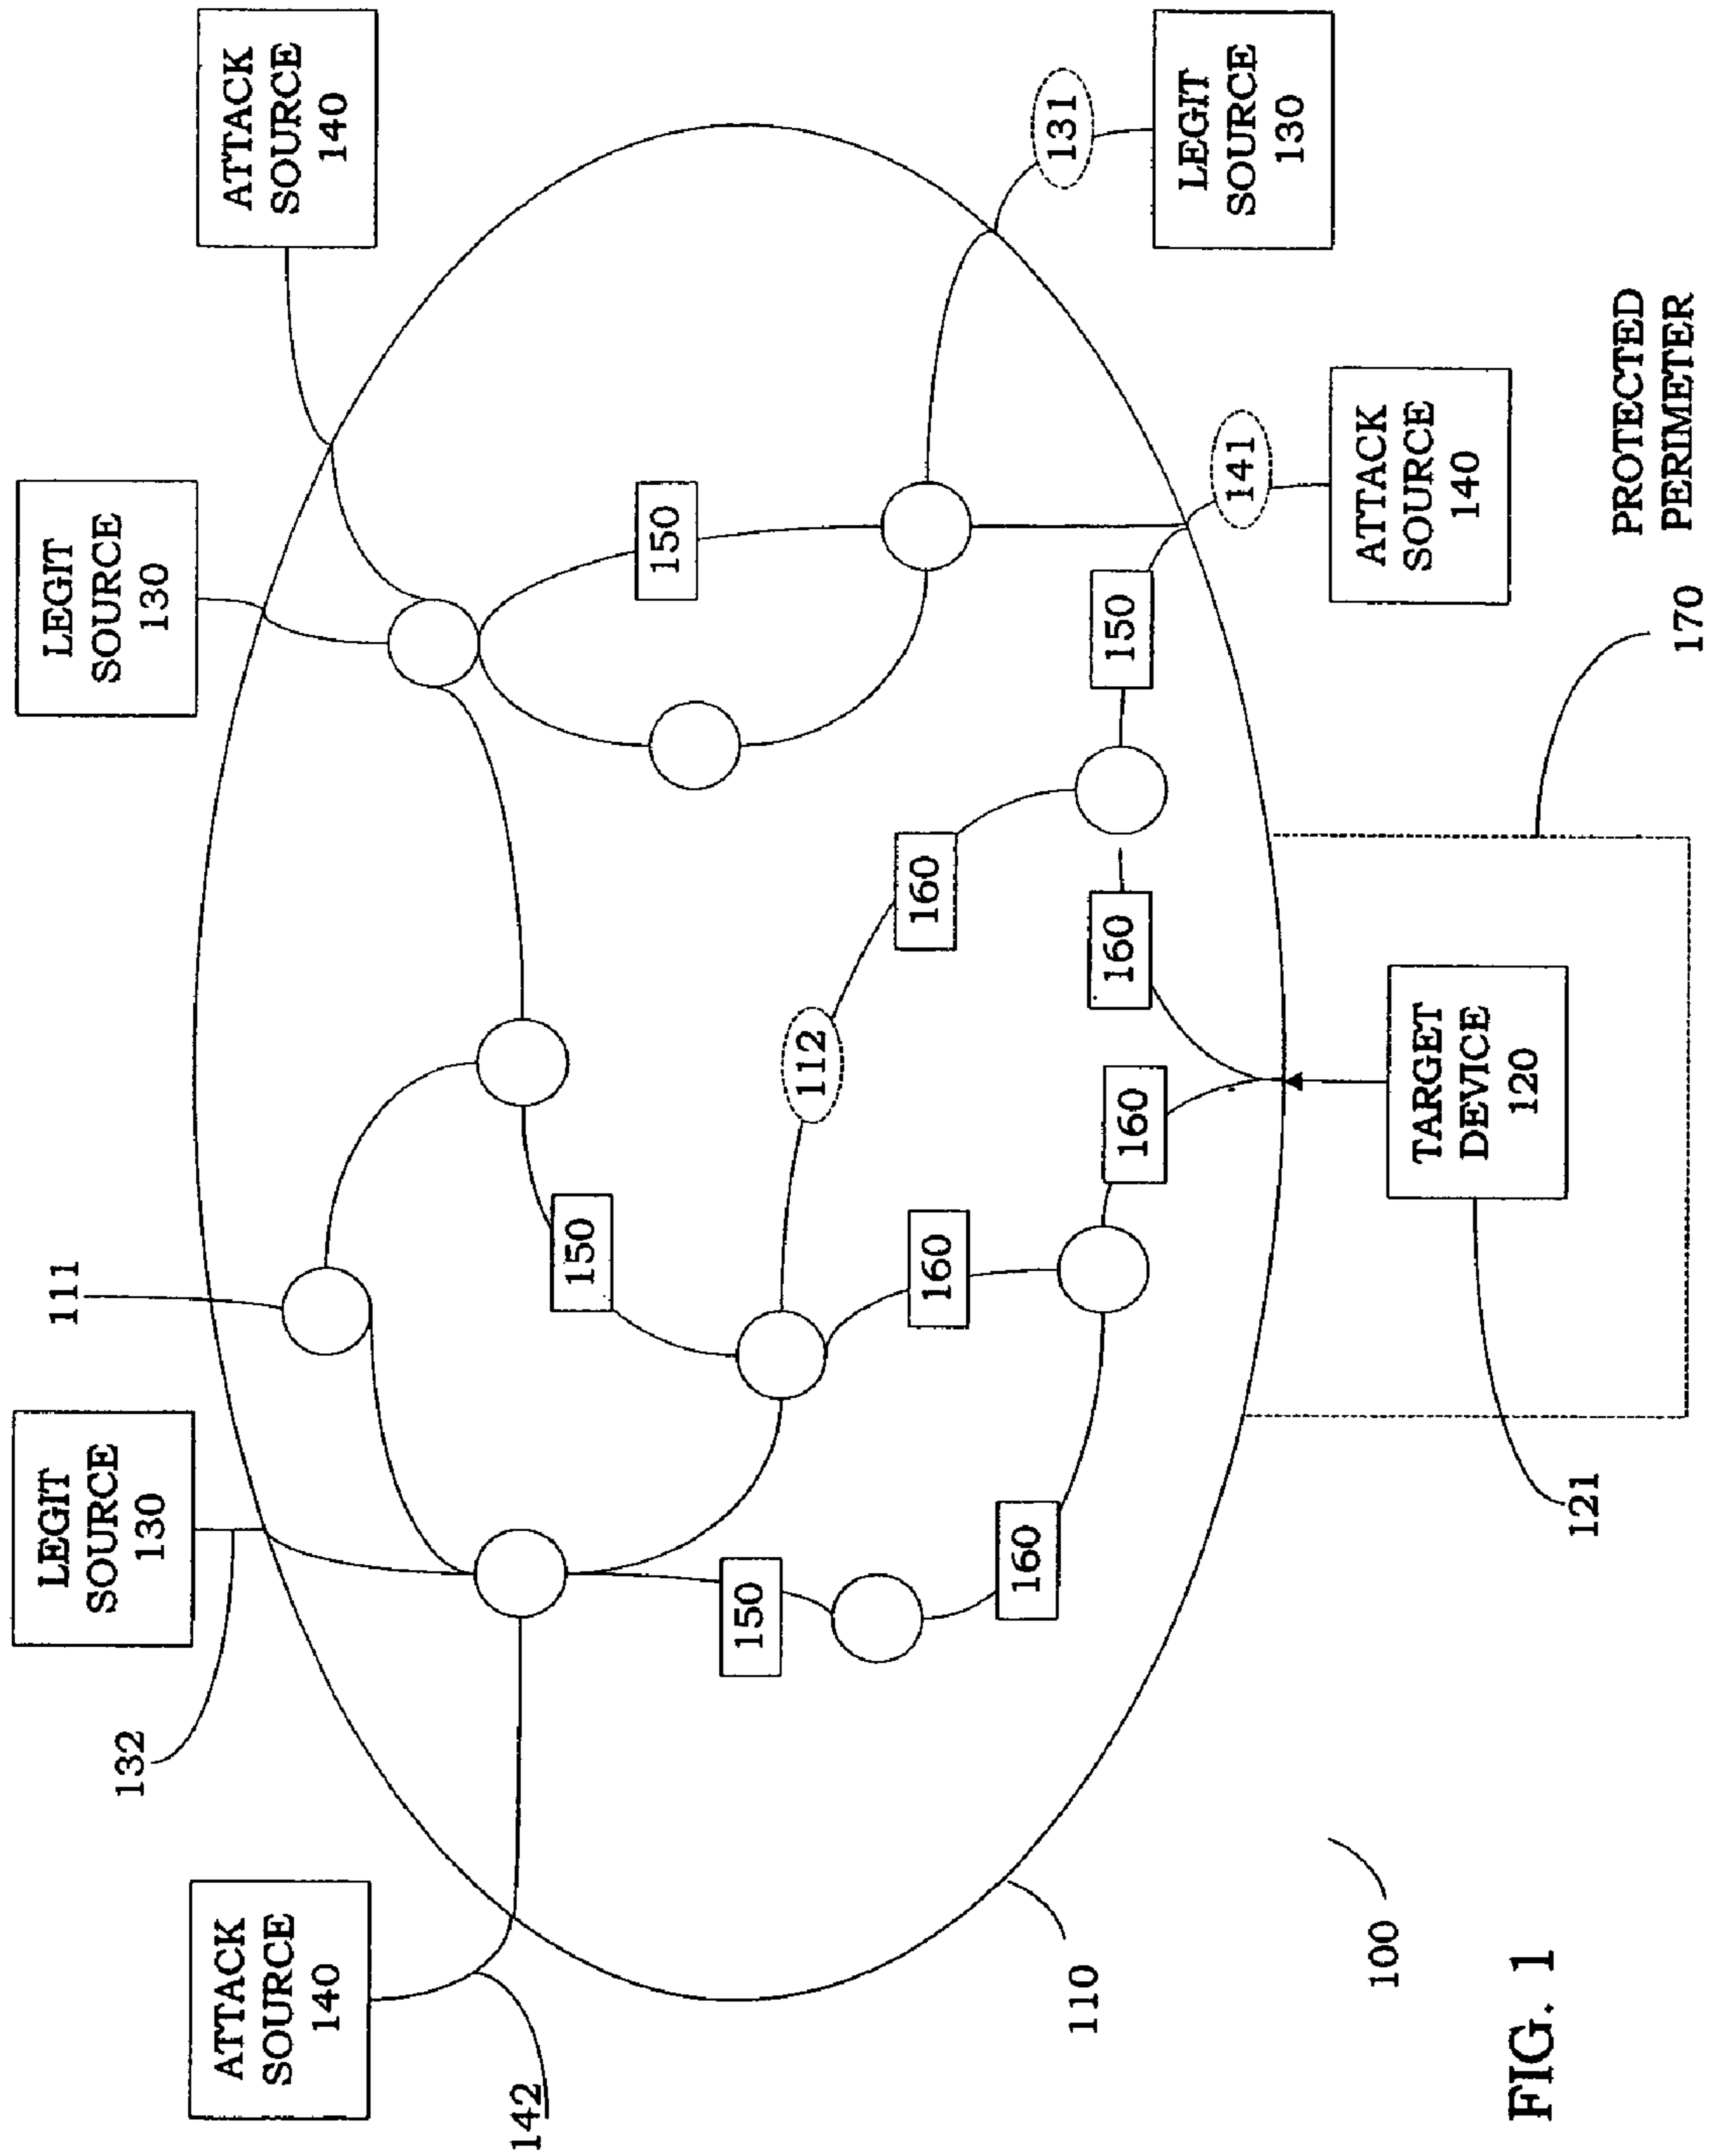 LEGIT
SOURCE
130
LEGIT
SOURCE
130
111
132
ATTACK
SOURCE
140
ATTACK
SOURCE
140
142
150
150
150
112
160
160
160
131
110
160
150
160
LEGIT
SOURCE
130
141
100
ATTACK
SOURCE
140
TARGET
DEVICE
120
FIG. 1
121
PROTECTED
PERIMETER
170